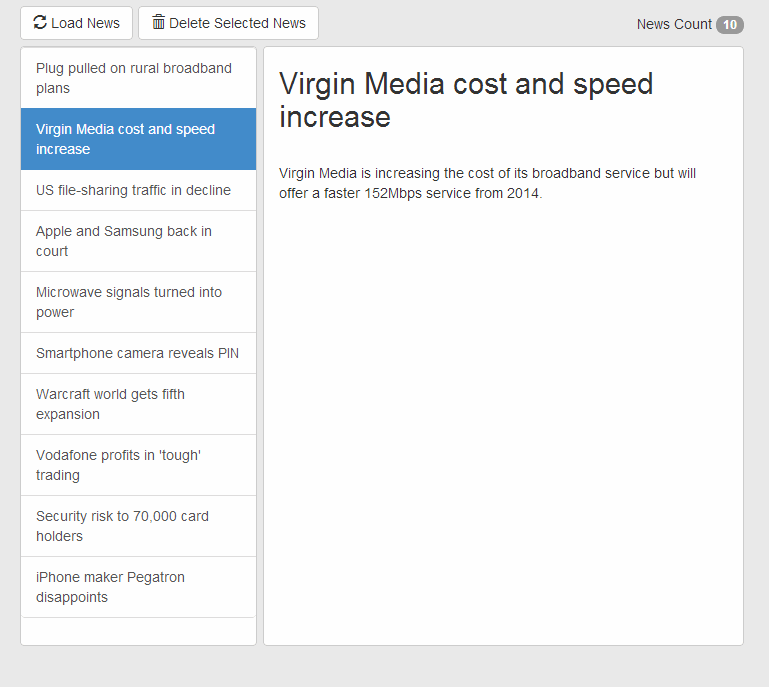 Load News
Delete Selected News
News Count 10
Plug pulled on rural broadband
plans
Virgin Media cost and speed
increase
US file-sharing traffic in decline
Apple and Samsung back in
court
Microwave signals turned into
power
Smartphone camera reveals PIN
Warcraft world gets fifth
expansion
Vodafone profits in 'tough'
trading
Security risk to 70,000 card
holders
iPhone maker Pegatron
disappoints
Virgin Media cost and speed
increase
Virgin Media is increasing the cost of its broadband service but will
offer a faster 152Mbps service from 2014.